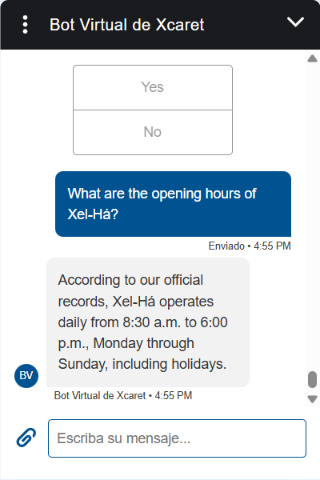 Bot Virtual de Xcaret
Yes
No
What are the opening hours of
Xel-Há?
Enviado • 4:55 PM
According to our official
records, Xel-Há operates
daily from 8:30 a.m. to 6:00
p.m., Monday through
Sunday, including holidays.
BV
Bot Virtual de Xcaret • 4:55 PM
Escriba su mensaje...